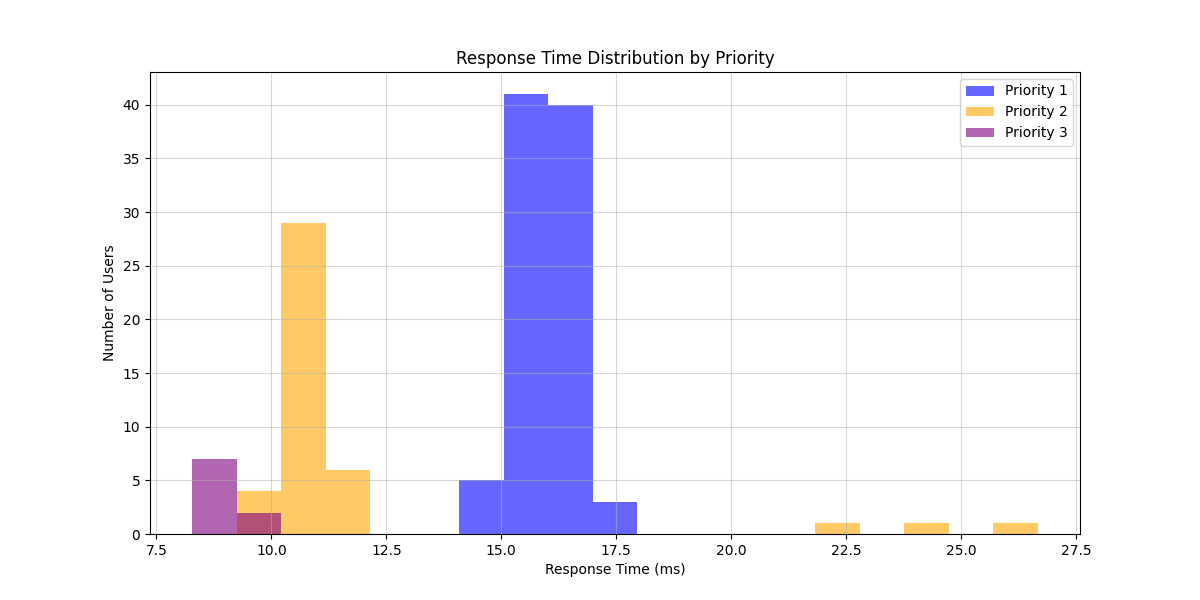 Response Time Distribution by Priority
Priority 1
Priority 2
Priority 3
Number of Users
40
35
30
25
20
15
10
5
0
7.5 10.0 12.5 15.0 17.5 20.0 22.5 25.0 27.5
Response Time (ms)